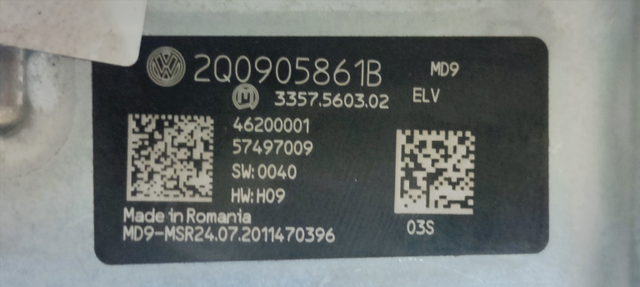 2Q0905861B MD9
3357.5603.02 ELV
46200001
57497009
SW:0040
HW:H09
Made in Romania
MD9-MSR24.07.2011470396
03S